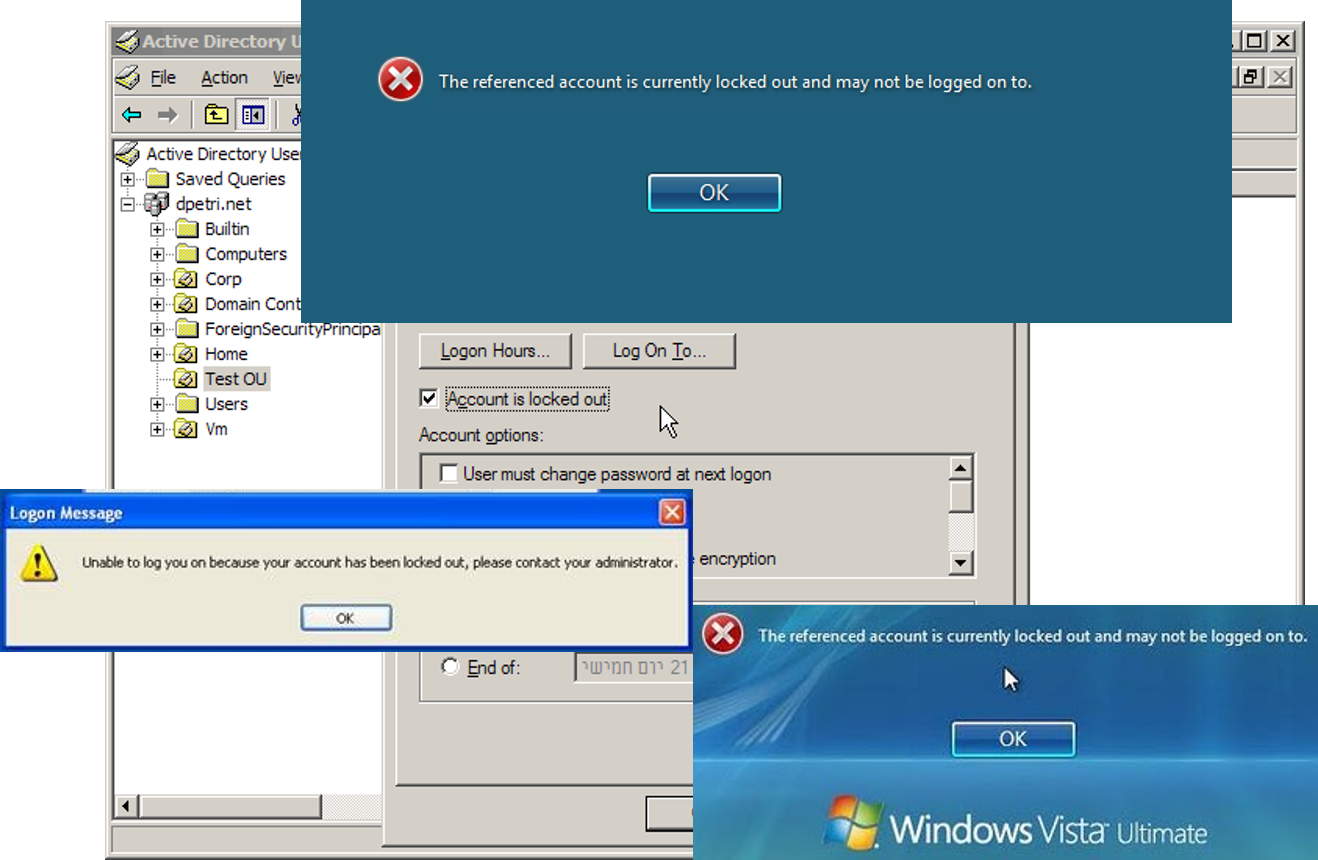 Active Directory U
The referenced account is currently locked out and may not be logged on to.
OK
File Action View
Active Directory User
Saved Queries
dpetri.net
Builtin
Computers
Corp
Domain Cont
ForeignSecurityPrincipa
Home
Test OU
Users
Vm
Logon Hours... Log On To...
Account is locked out
Account options:
User must change password at next logon
encryption
Logon Message
Unable to log you on because your account has been locked out, please contact your administrator.
OK
End of: יום חמישי 21
The referenced account is currently locked out and may not be logged on to.
OK
Windows Vista Ultimate